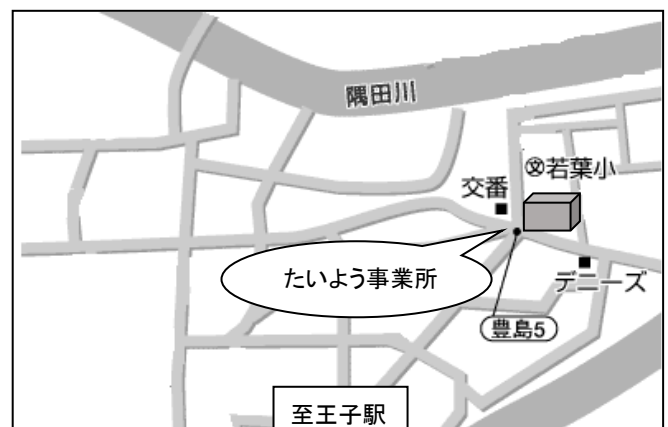 隅田川
㊛若葉小
交番
たいよう事業所
デニーズ
豊島5
至王子駅